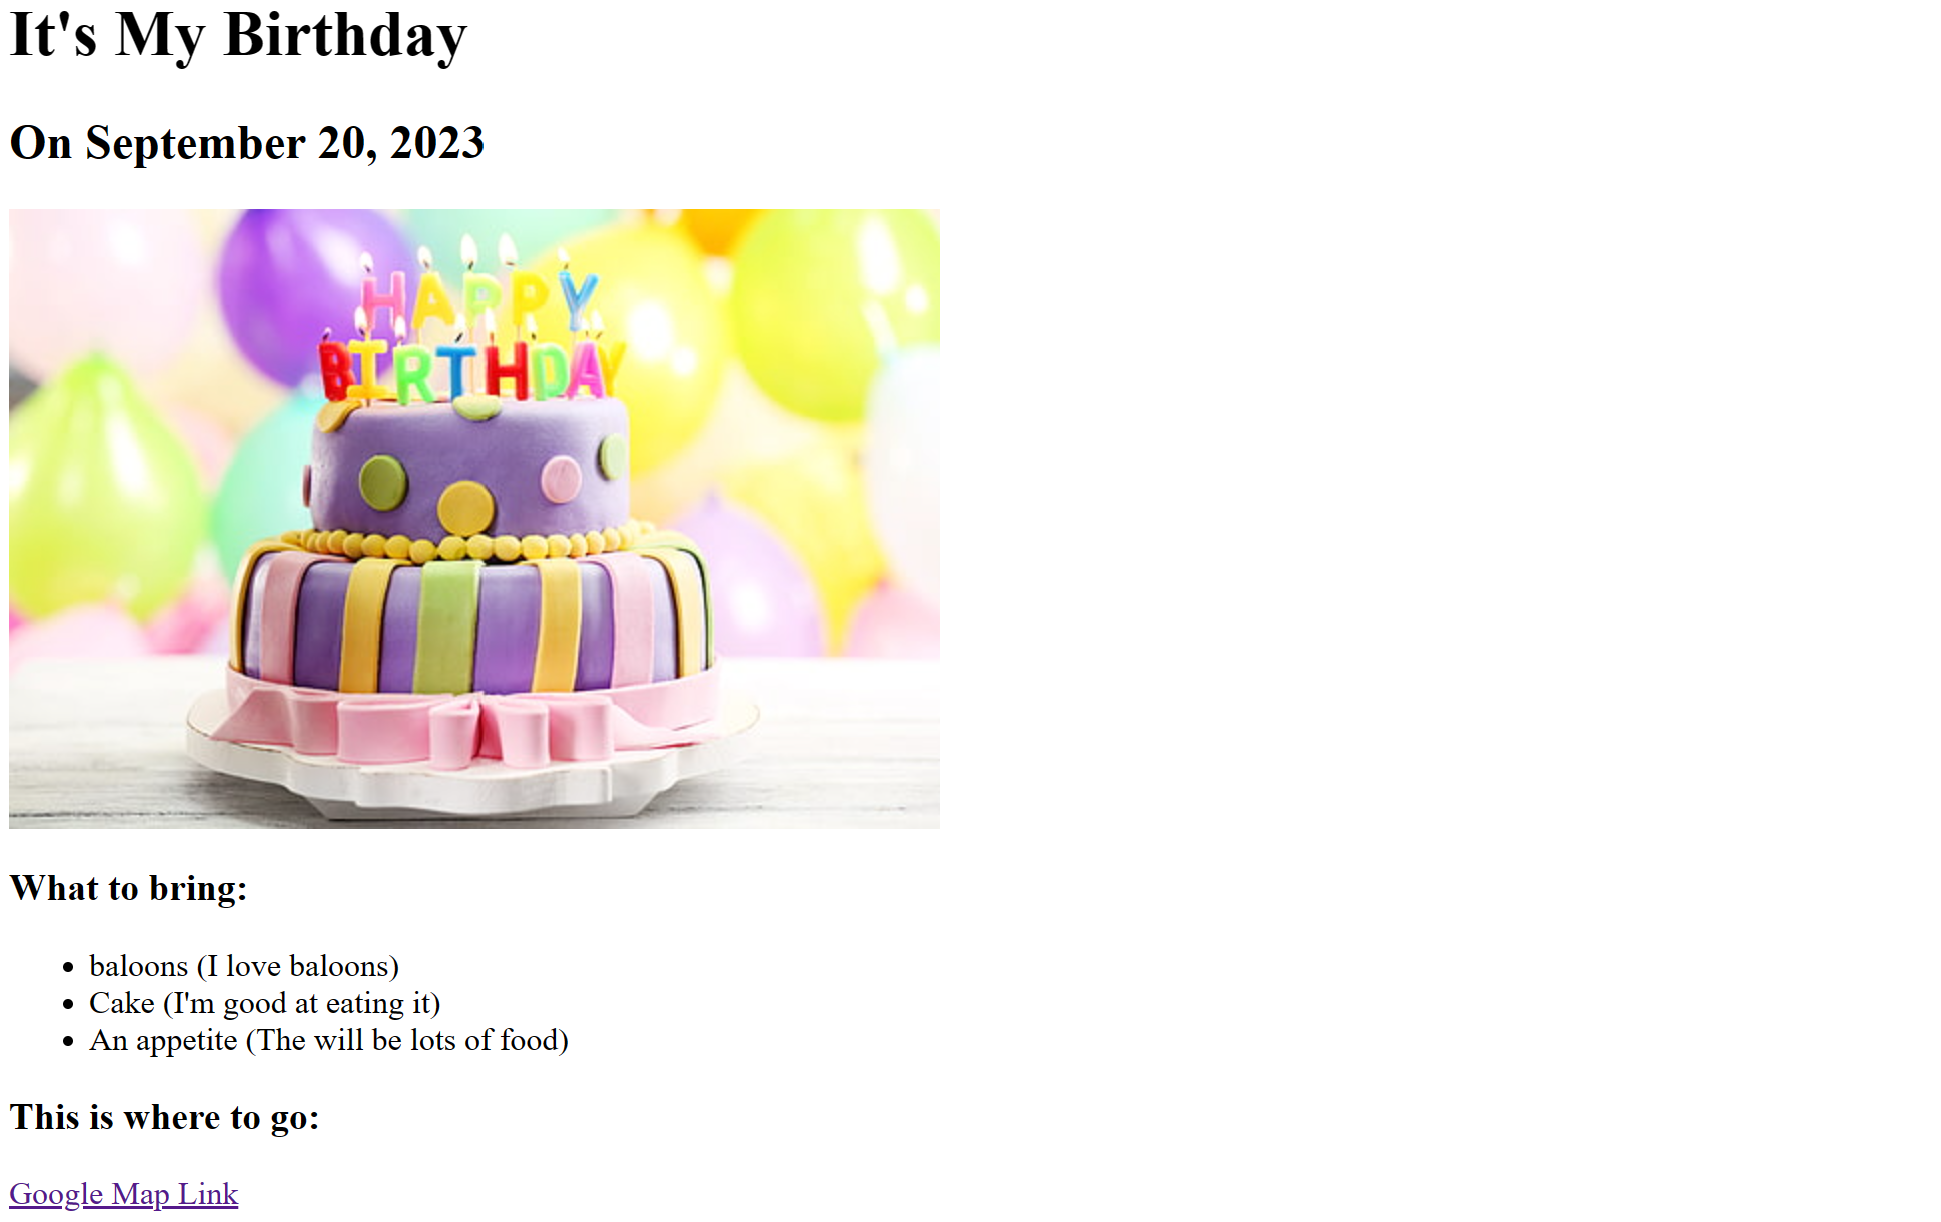 It's My Birthday
On September 20, 2023
HAPPY
BIRTHDAY
What to bring:
baloons (I love baloons)
Cake (I'm good at eating it)
An appetite (The will be lots of food)
This is where to go:
Google Map Link